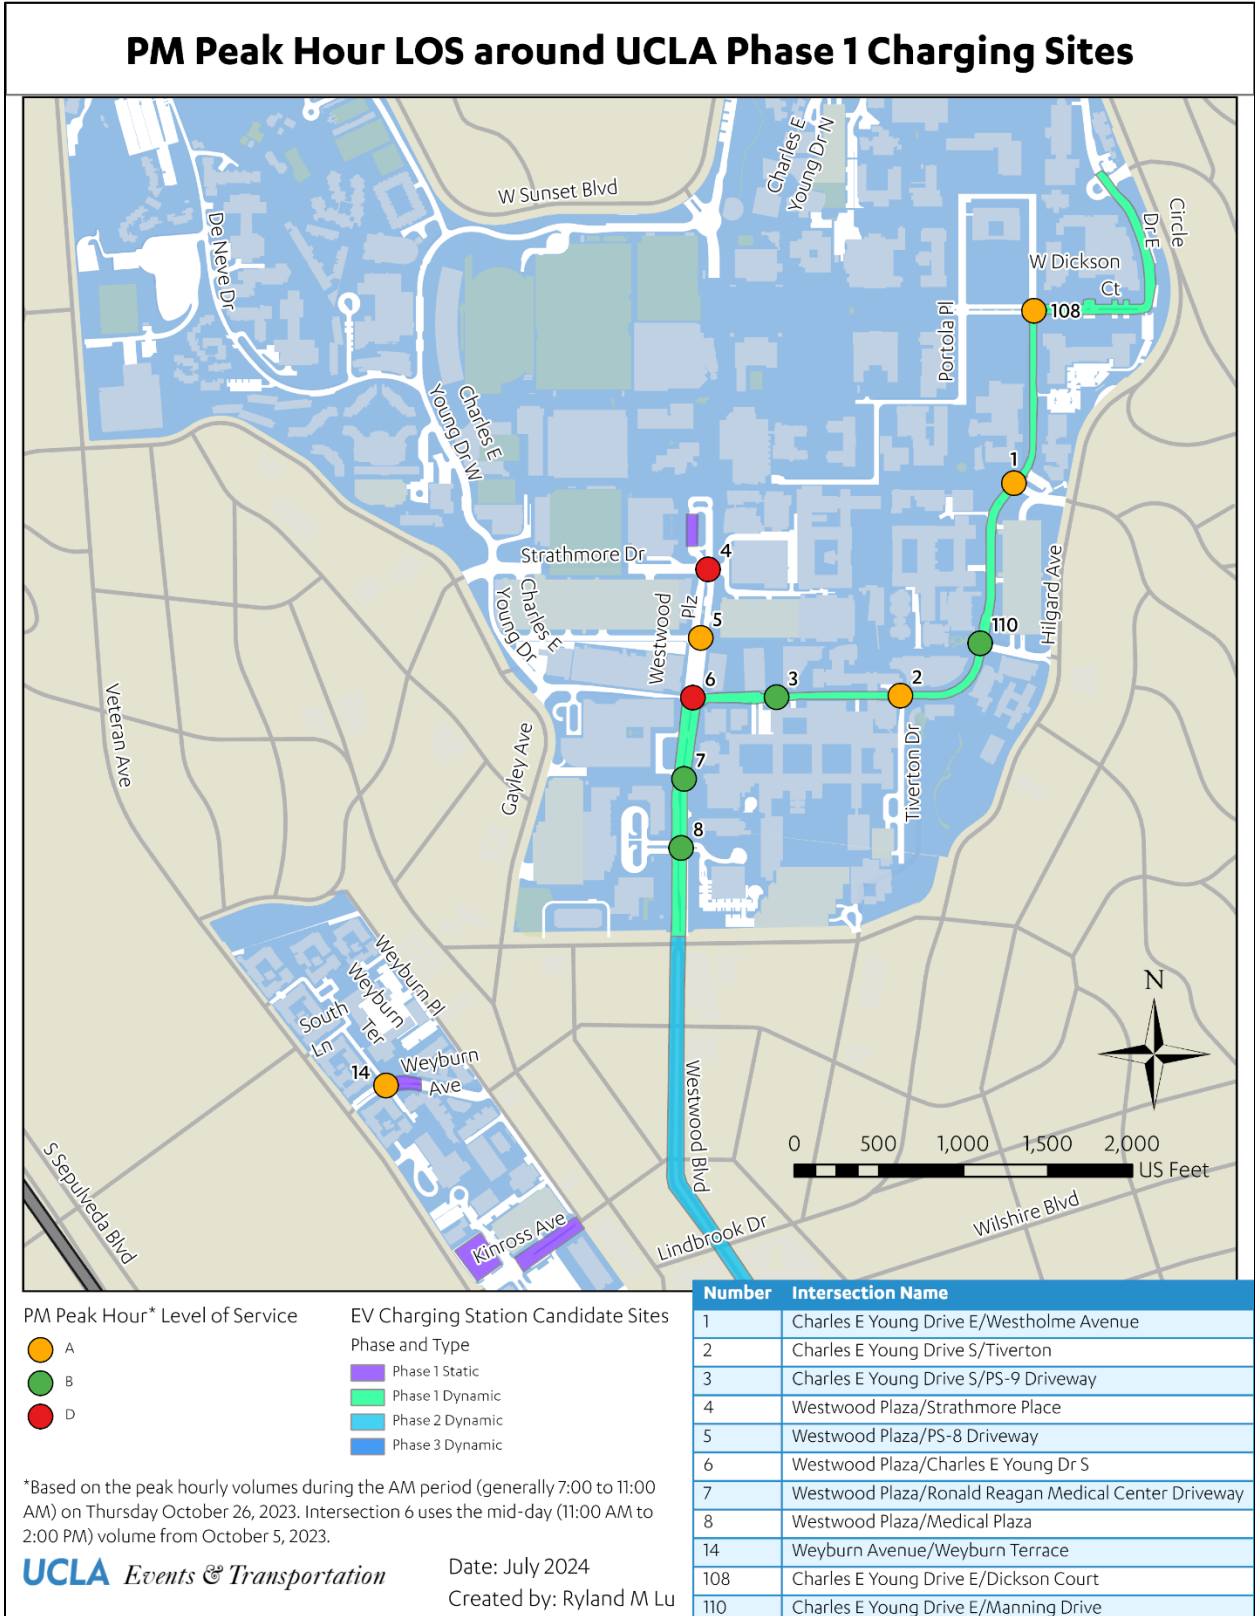 PM Peak Hour LOS around UCLA Phase 1 Charging Sites
W Sunset Blvd
Charles E
Young Dr N
De Neve Dr
Circle
Dr E
W Dickson
Ct
108
Portola Pl
Charles E
Young Dr W
1
Strathmore Dr
4
Hilgard Ave
Charles E
Young Dr
Westwood
Plz
5
110
6
3
2
Veteran Ave
Gayley Ave
7
Tiverton Dr
8
Weyburn Pl
Weyburn
Ter
South
Ln
N
14
Weyburn
Ave
Westwood Blvd
0 500 1,000 1,500 2,000
US Feet
S Sepulveda Blvd
Kinross Ave
Lindbrook Dr
Wilshire Blvd
PM Peak Hour* Level of Service
A
B
D
EV Charging Station Candidate Sites
Phase and Type
Phase 1 Static
Phase 1 Dynamic
Phase 2 Dynamic
Phase 3 Dynamic
*Based on the peak hourly volumes during the AM period (generally 7:00 to 11:00
AM) on Thursday October 26, 2023. Intersection 6 uses the mid-day (11:00 AM to
2:00 PM) volume from October 5, 2023.
UCLA Events & Transportation
Date: July 2024
Created by: Ryland M Lu
Number Intersection Name
1 Charles E Young Drive E/Westholme Avenue
2 Charles E Young Drive S/Tiverton
3 Charles E Young Drive S/PS-9 Driveway
4 Westwood Plaza/Strathmore Place
5 Westwood Plaza/PS-8 Driveway
6 Westwood Plaza/Charles E Young Dr S
7 Westwood Plaza/Ronald Reagan Medical Center Driveway
8 Westwood Plaza/Medical Plaza
14 Weyburn Avenue/Weyburn Terrace
108 Charles E Young Drive E/Dickson Court
110 Charles E Young Drive E/Manning Drive